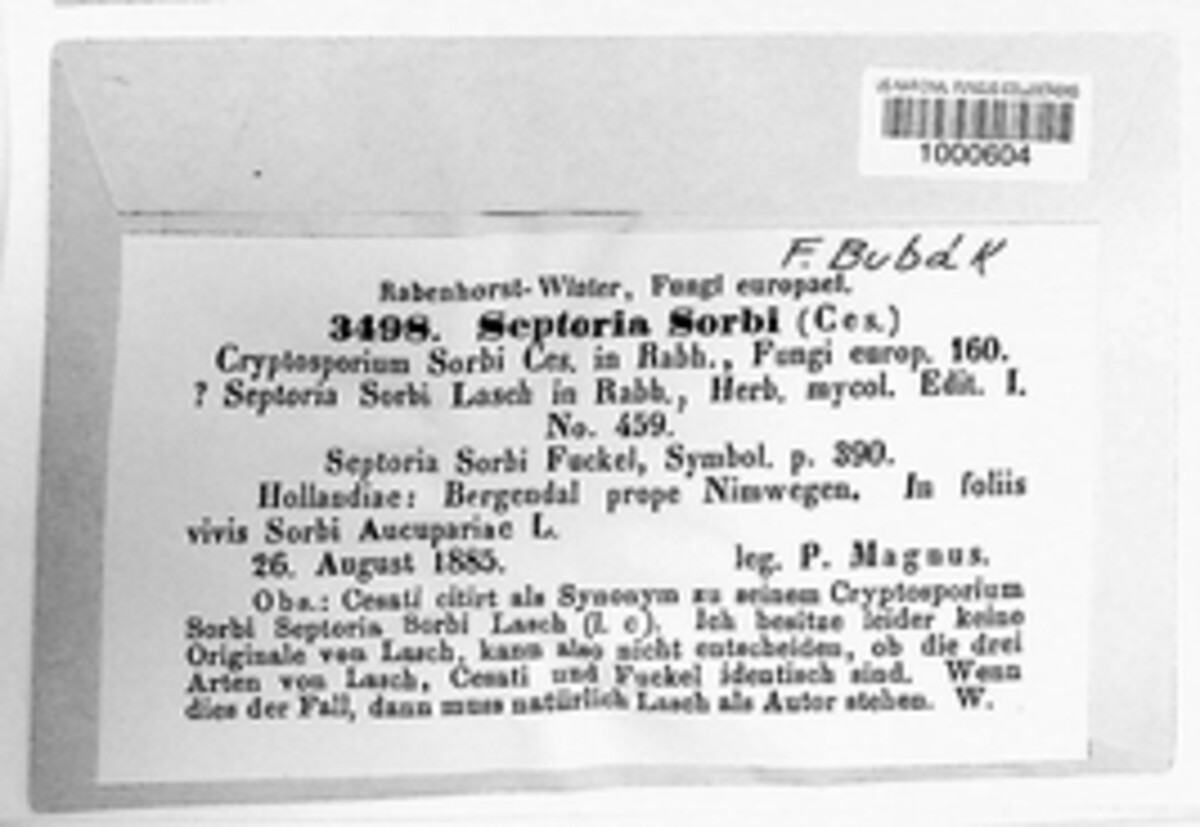 US NATIONAL FUNGUS COLLECTIONS
1000604
F. Bubák
Rabenhorst-Winter, Fungi europaei.
3498. Septoria Sorbi (Ces.)
Cryptosporium Sorbi Ces. in Rabh., Fungi europ. 160.
? Septoria Sorbi Lasch in Rabh., Herb. mycol. Edit. I.
No. 459.
Septoria Sorbi Fuckel, Symbol. p. 390.
Hollandiae: Bergendal prope Nimwegen. In foliis
vivis Sorbi Aucupariae L.
26. August 1885. leg. P. Magnus.
Obs.: Cesati citirt als Synonym zu seinem Cryptosporium
Sorbi Septoria Sorbi Lasch (l. c). Ich besitze leider keine
Originale von Lasch, kann also nicht entscheiden, ob die drei
Arten von Lasch, Cesati und Fuckel identisch sind. Wenn
dies der Fall, dann muss natürlich Lasch als Autor stehen. W.